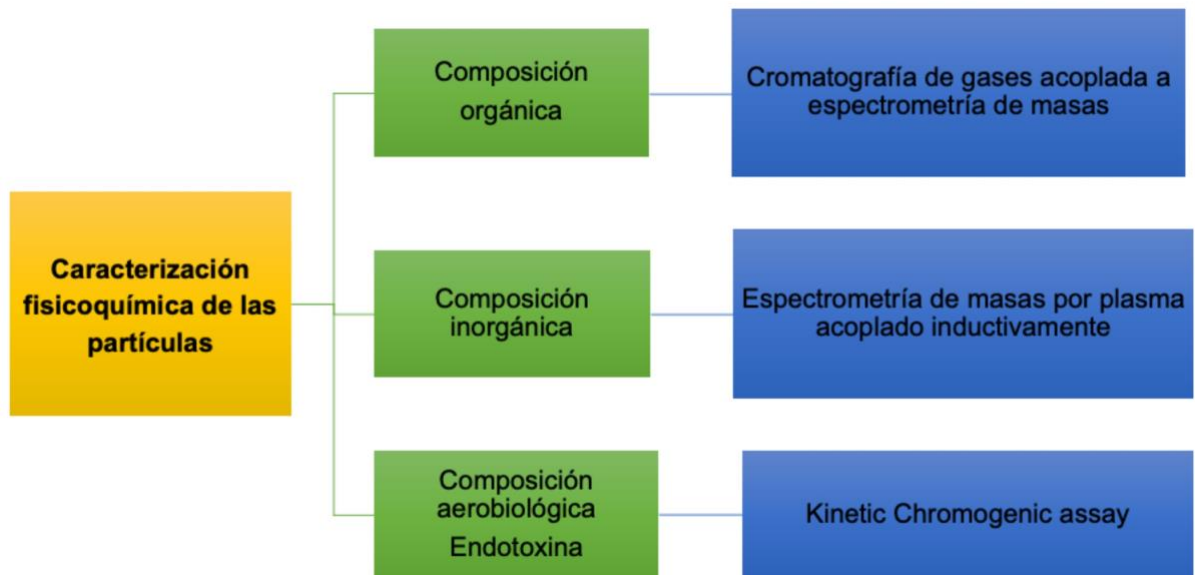 Caracterización
fisicoquímica de las
partículas
Composición
orgánica
Cromatografía de gases acoplada a
espectrometría de masas
Composición
inorgánica
Espectrometría de masas por plasma
acoplado inductivamente
Composición
aerobiológica
Endotoxina
Kinetic Chromogenic assay